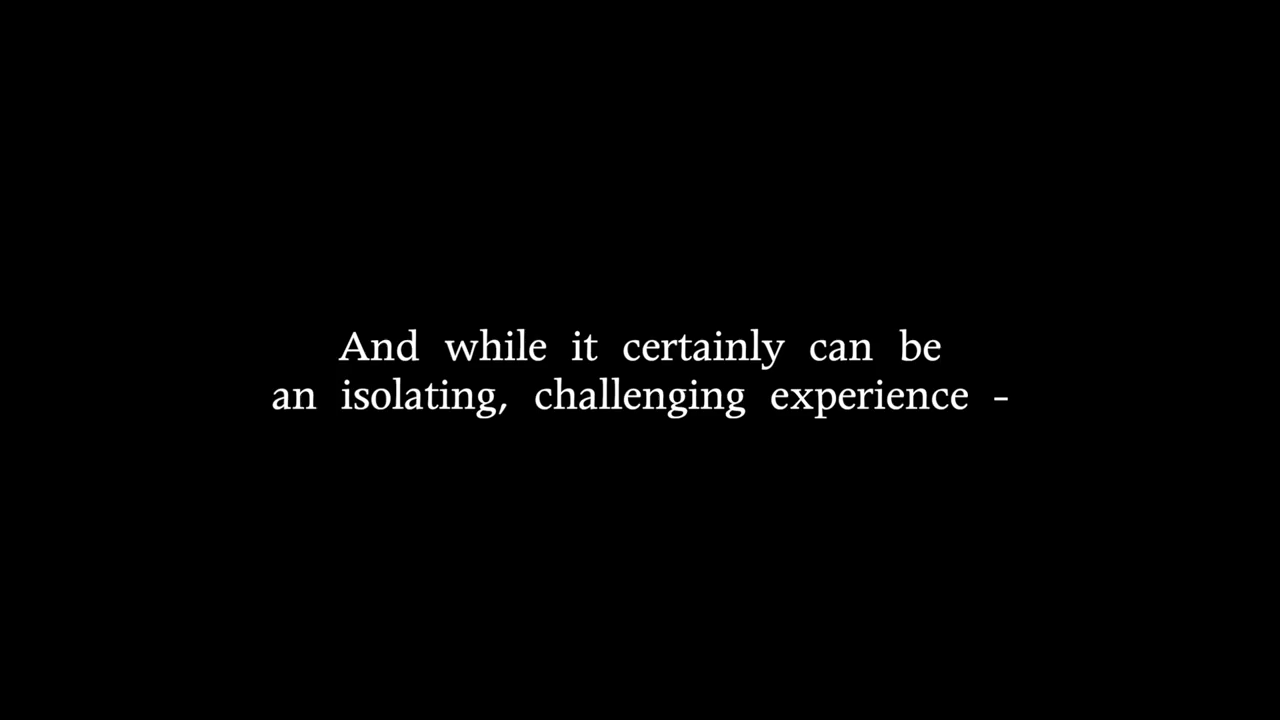 And while it certainly can be
an isolating, challenging experience -